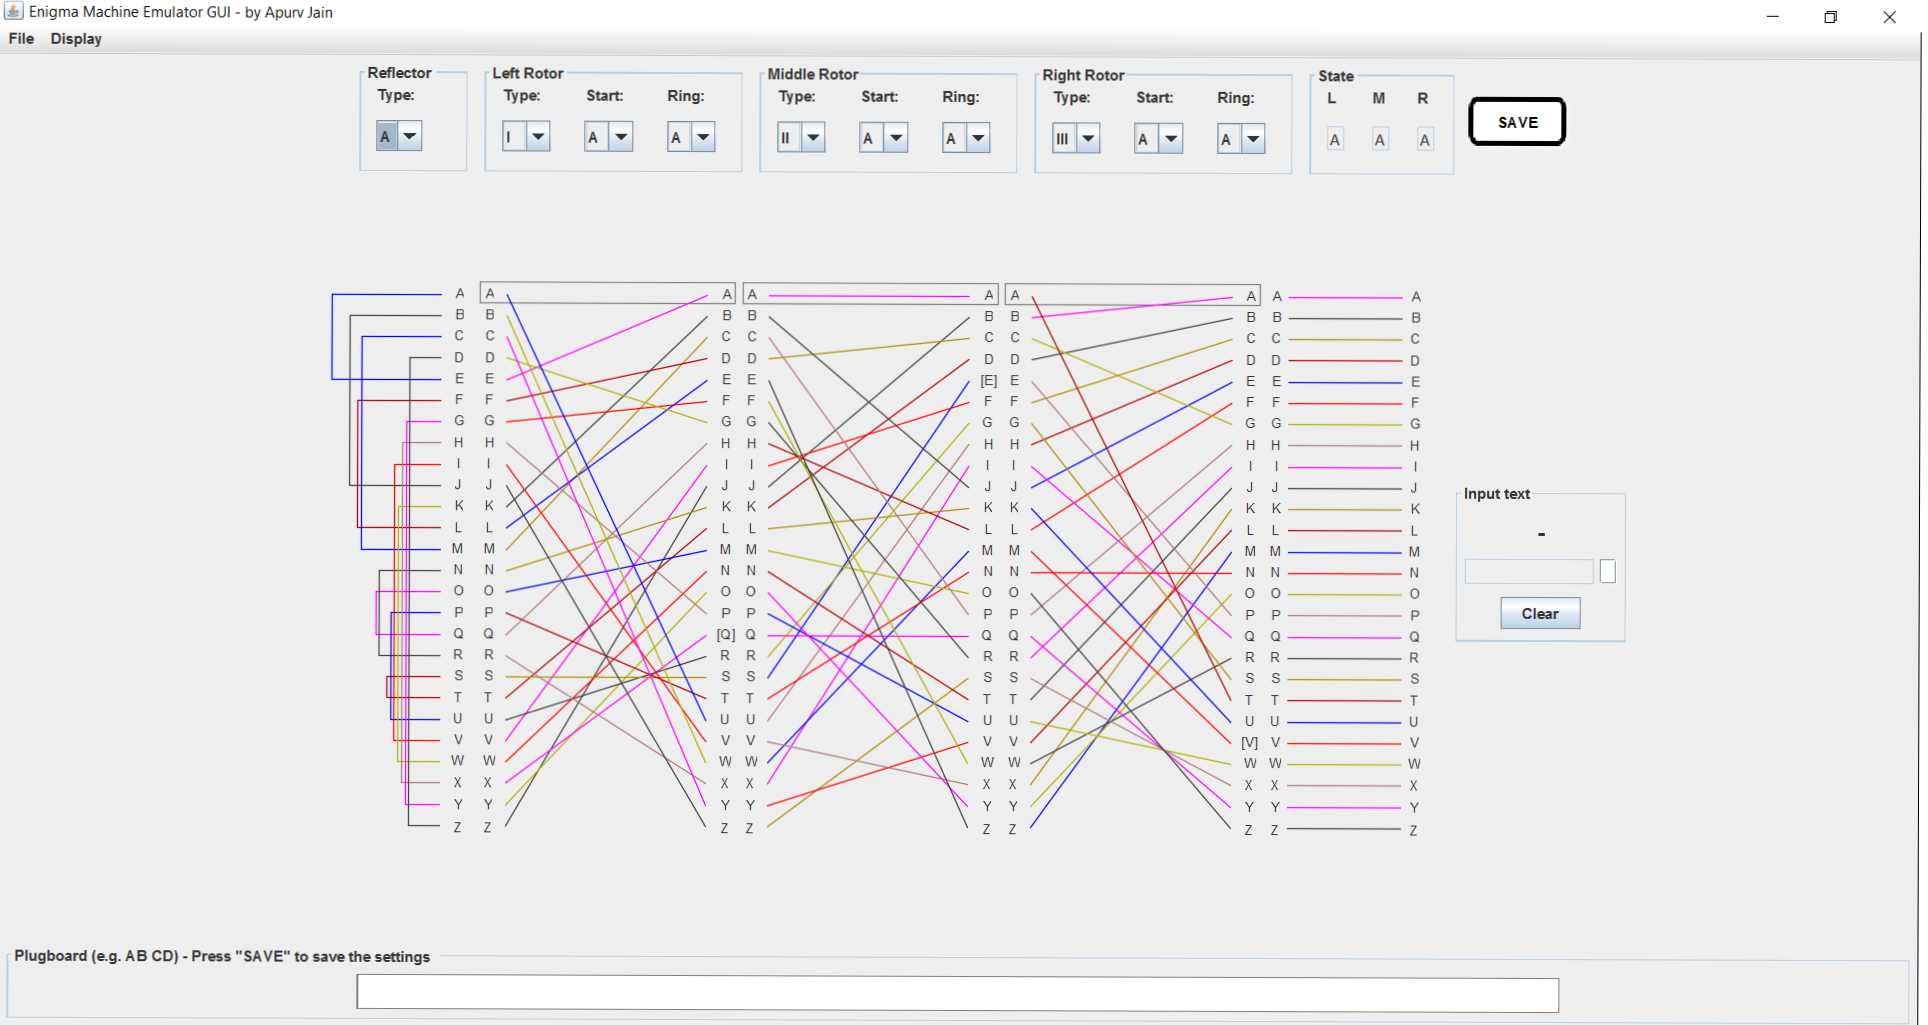 Enigma Machine Emulator GUI - by Apurv Jain
File Display
Reflector Left Rotor Middle Rotor Right Rotor State
Type: Type: Start: Ring: Type: Start: Ring: Type: Start: Ring: L M R
A I A A II A A III A A A A A SAVE
A A A A A A A A
B B B B B B B B
C C C C C C C C
D D D D D D D D
E E E E [E] E E E E
F F F F F F F F F
G G G G G G G G G
H H H H H H H H H
I I I I I I I I I
J J J J J J J J J
K K K K K K K K K
L L L L L L L L L
M M M M M M M M M
N N N N N N N N N
O O O O O O O O O
P P P P P P P P P
Q Q [Q] Q Q Q Q Q Q
R R R R R R R R R
S S S S S S S S S
T T T T T T T T T
U U U U U U U U U
V V V V V V [V] V V
W W W W W W W W W
X X X X X X X X X
Y Y Y Y Y Y Y Y Y
Z Z Z Z Z Z Z Z Z
Input text
-
Clear
Plugboard (e.g. AB CD) - Press "SAVE" to save the settings